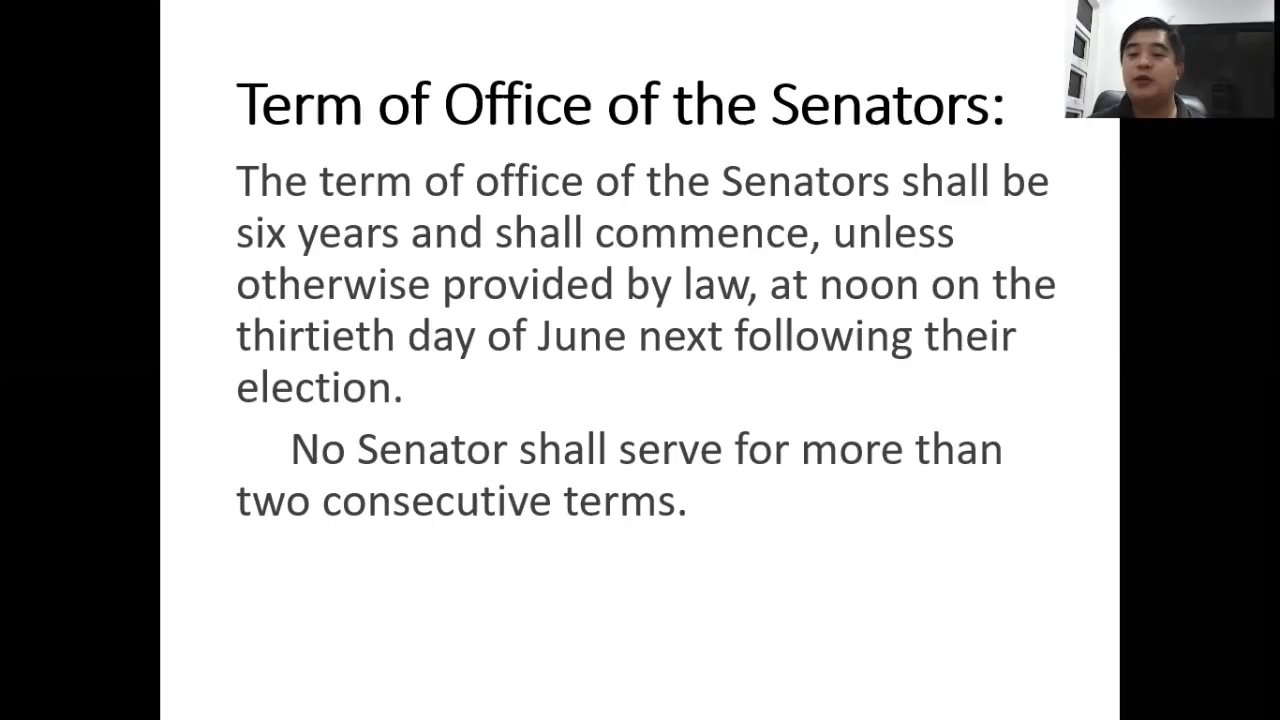 Term of Office of the Senators:
The term of office of the Senators shall be
six years and shall commence, unless
otherwise provided by law, at noon on the
thirtieth day of June next following their
election.
No Senator shall serve for more than
two consecutive terms.